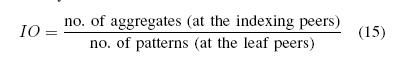 IO = no. of aggregates (at the indexing peers) / no. of patterns (at the leaf peers) (15)